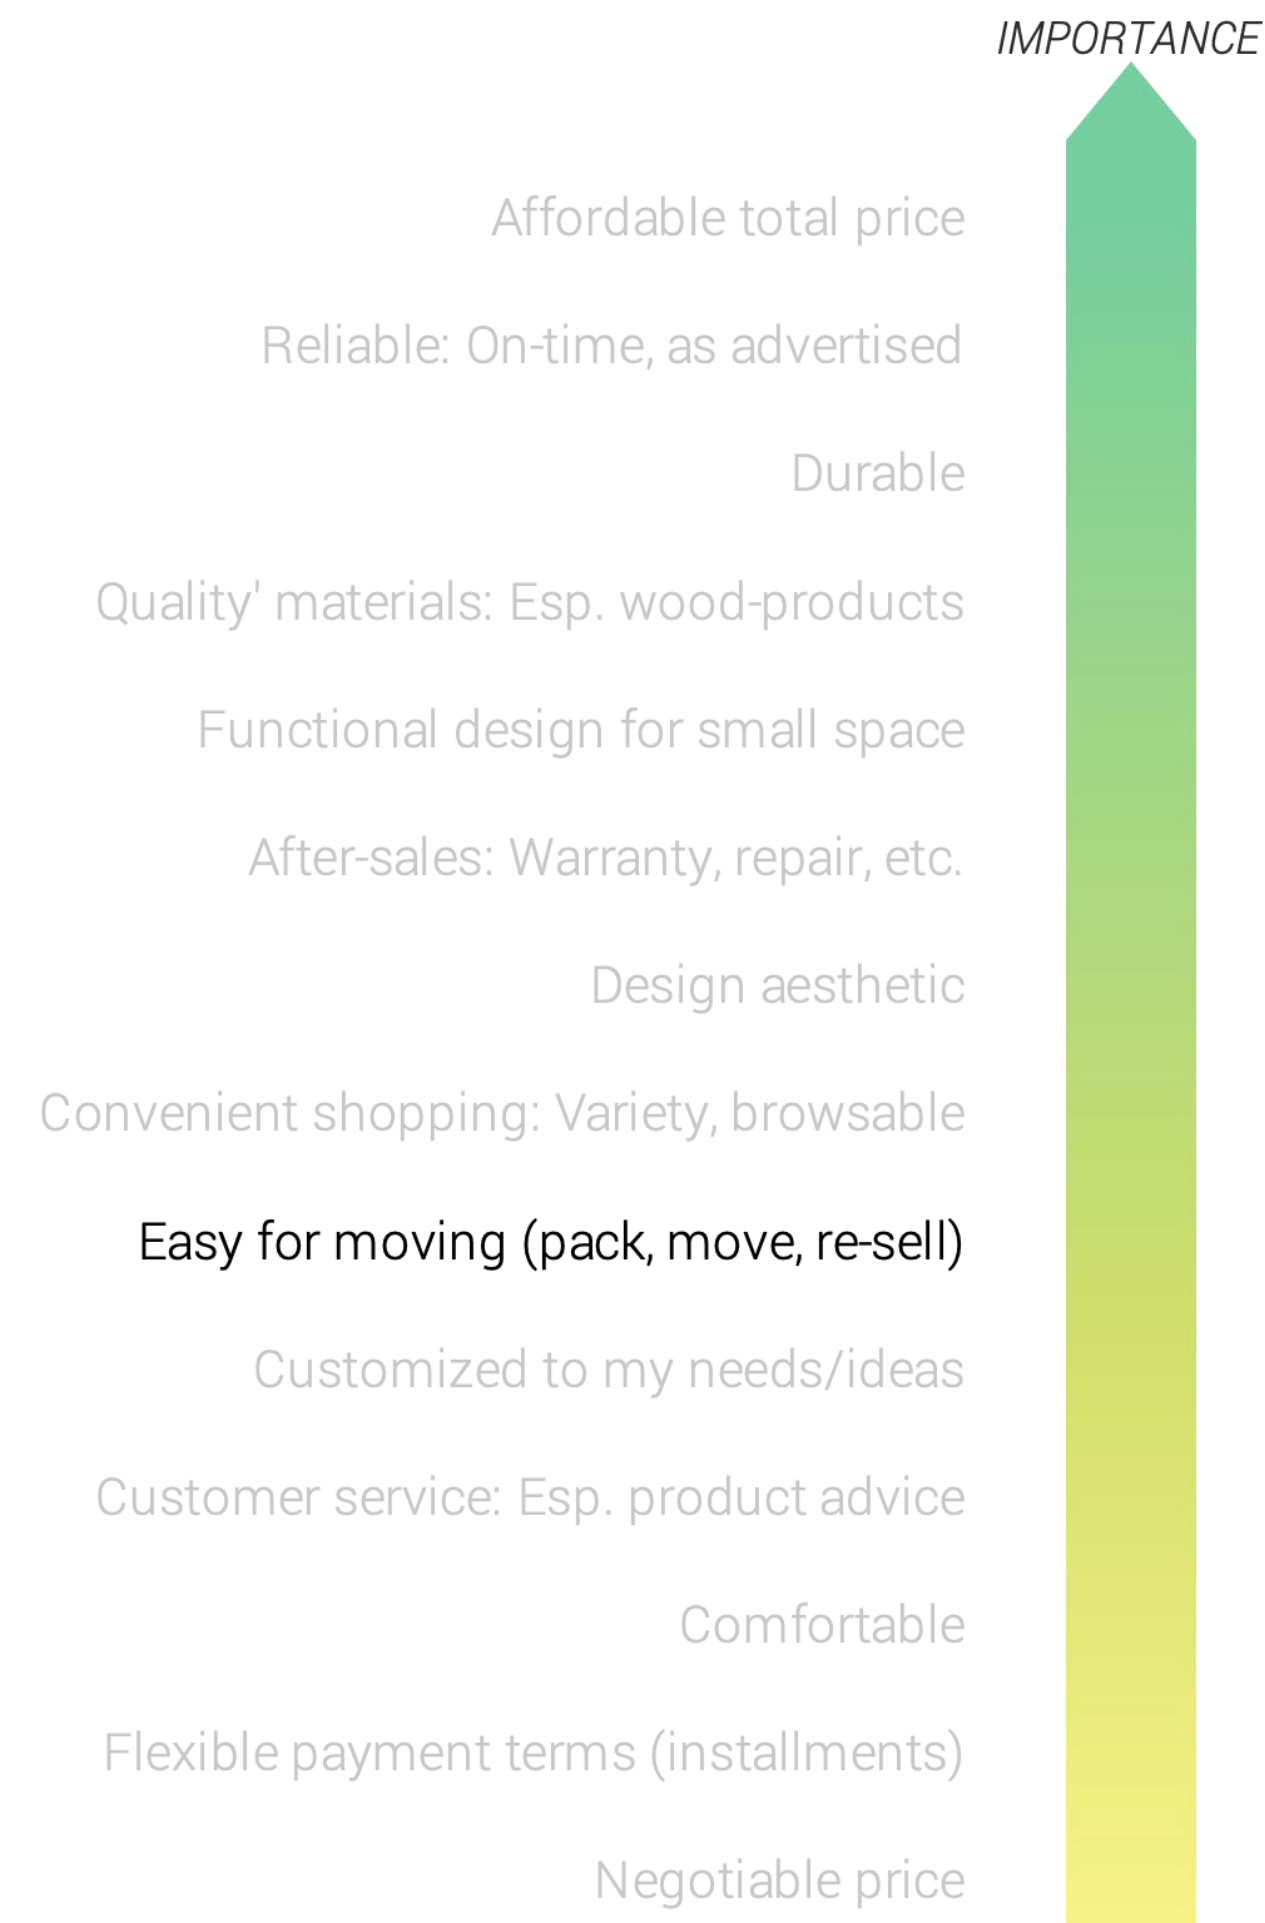 IMPORTANCE
Affordable total price
Reliable: On-time, as advertised
Durable
Quality' materials: Esp. wood-products
Functional design for small space
After-sales: Warranty, repair, etc.
Design aesthetic
Convenient shopping: Variety, browsable
Easy for moving (pack, move, re-sell)
Customized to my needs/ideas
Customer service: Esp. product advice
Comfortable
Flexible payment terms (installments)
Negotiable price